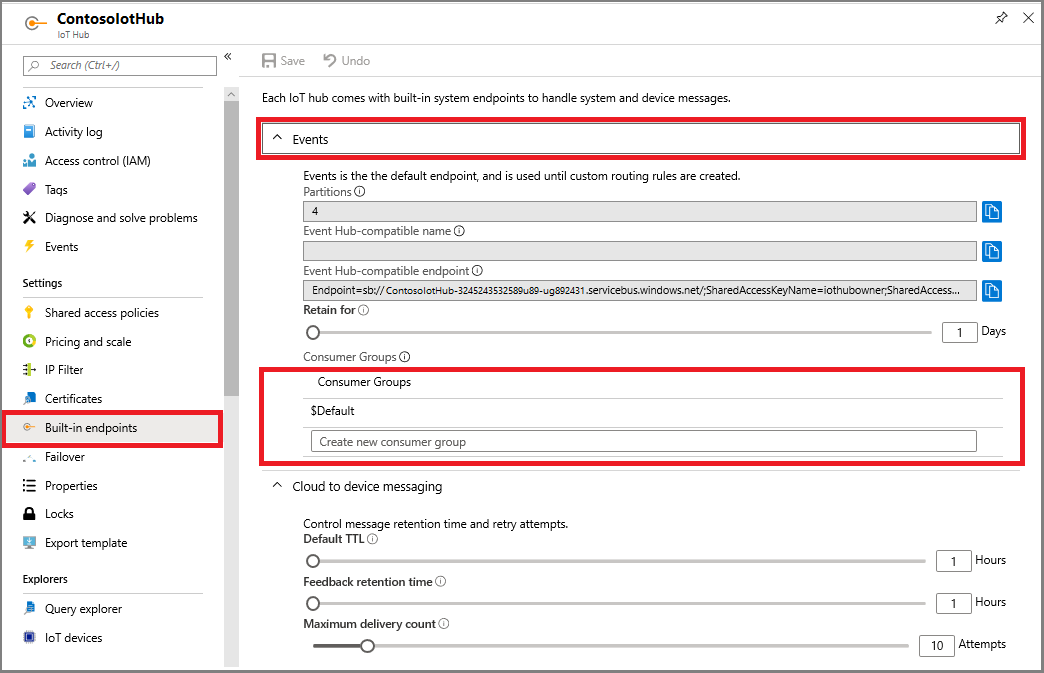 ContosoIotHub
IoT Hub
Search (Ctrl+/)
«
Overview
Activity log
Access control (IAM)
Tags
Diagnose and solve problems
Events
Settings
Shared access policies
Pricing and scale
IP Filter
Certificates
Built-in endpoints
Failover
Properties
Locks
Export template
Explorers
Query explorer
IoT devices
Save Undo
Each IoT hub comes with built-in system endpoints to handle system and device messages.
Events
Events is the the default endpoint, and is used until custom routing rules are created.
Partitions
4
Event Hub-compatible name
Event Hub-compatible endpoint
Endpoint=sb://ContosoIotHub-3245243532589u89-ug892431.servicebus.windows.net/;SharedAccessKeyName=iothubowner;SharedAccess...
Retain for
1 Days
Consumer Groups
Consumer Groups
$Default
Create new consumer group
Cloud to device messaging
Control message retention time and retry attempts.
Default TTL
1 Hours
Feedback retention time
1 Hours
Maximum delivery count
10 Attempts